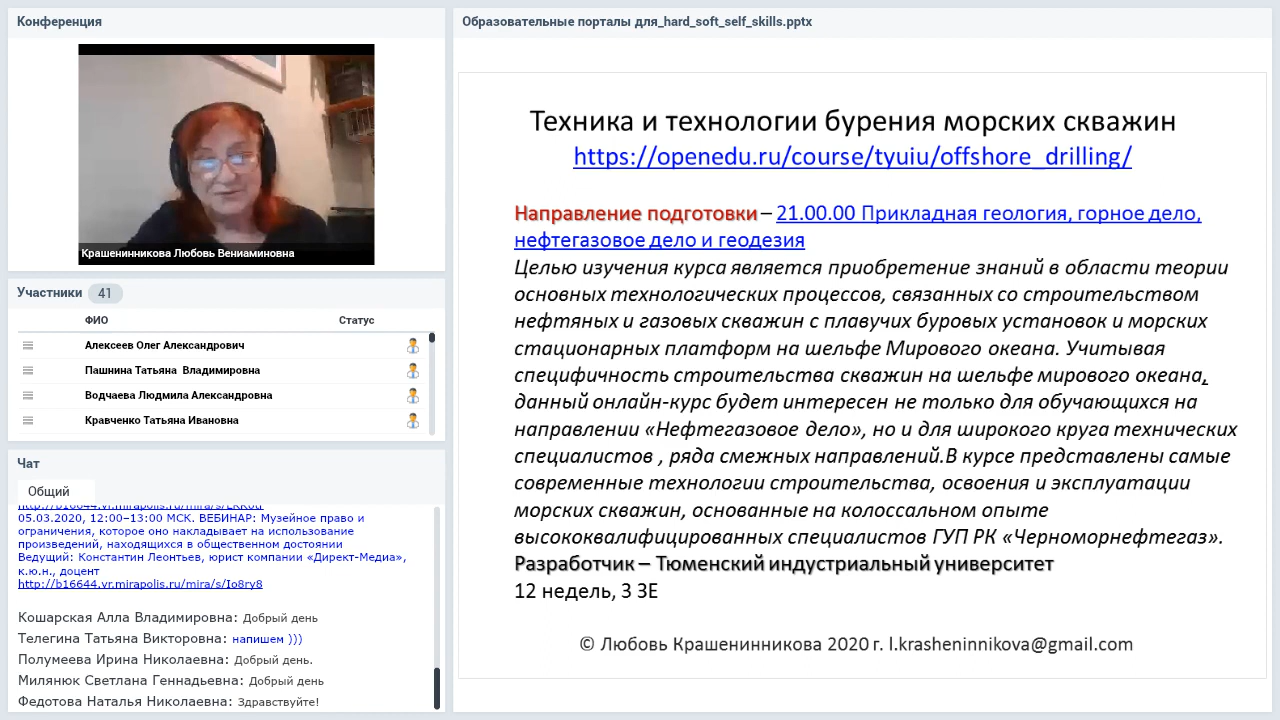 Конференция
Крашенинникова Любовь Вениаминовна
Участники 41
ФИО Статус
Алексеев Олег Александрович
Пашнина Татьяна Владимировна
Водчаева Людмила Александровна
Кравченко Татьяна Ивановна
Чат
Общий
05.03.2020, 12:00–13:00 МСК. ВЕБИНАР: Музейное право и
ограничения, которое оно накладывает на использование
произведений, находящихся в общественном достоянии
Ведущий: Константин Леонтьев, юрист компании «Директ-Медиа»,
к.ю.н., доцент
http://b16644.vr.mirapolis.ru/mira/s/Io8ry8
Кошарская Алла Владимировна: Добрый день
Телегина Татьяна Викторовна: напишем )))
Полумеева Ирина Николаевна: Добрый день.
Милянюк Светлана Геннадьевна: Добрый день
Федотова Наталья Николаевна: Здравствуйте!
Образовательные порталы для_hard_soft_self_skills.pptx
Техника и технологии бурения морских скважин
https://openedu.ru/course/tyuiu/offshore_drilling/
Направление подготовки – 21.00.00 Прикладная геология, горное дело,
нефтегазовое дело и геодезия
Целью изучения курса является приобретение знаний в области теории
основных технологических процессов, связанных со строительством
нефтяных и газовых скважин с плавучих буровых установок и морских
стационарных платформ на шельфе Мирового океана. Учитывая
специфичность строительства скважин на шельфе мирового океана,
данный онлайн-курс будет интересен не только для обучающихся на
направлении «Нефтегазовое дело», но и для широкого круга технических
специалистов , ряда смежных направлений.В курсе представлены самые
современные технологии строительства, освоения и эксплуатации
морских скважин, основанные на колоссальном опыте
высококвалифицированных специалистов ГУП РК «Черноморнефтегаз».
Разработчик – Тюменский индустриальный университет
12 недель, 3 ЗЕ
© Любовь Крашенинникова 2020 г. l.krasheninnikova@gmail.com